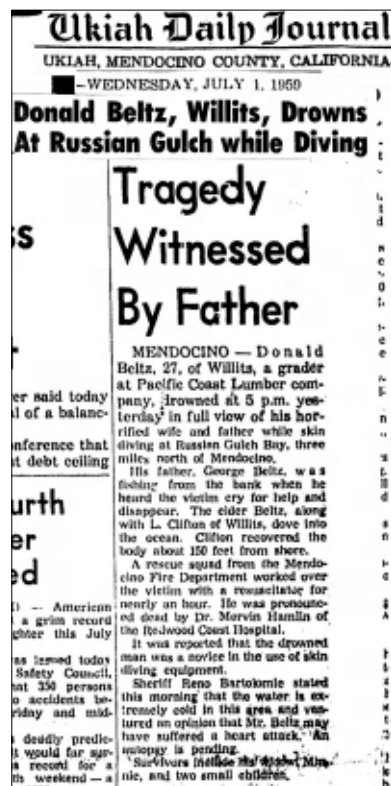 Ukiah Daily Journal
UKIAH, MENDOCINO COUNTY, CALIFORNIA
—WEDNESDAY, JULY 1, 1959
Donald Beltz, Willits, Drowns
At Russian Gulch while Diving
Tragedy
Witnessed
By Father
MENDOCINO — Donald
Beltz, 27, of Willits, a grader
at Pacific Coast Lumber com-
pany, drowned at 5 p.m. yes-
terday in full view of his hor-
rified wife and father while skin
diving at Russian Gulch Bay, three
miles north of Mendocino.
His father, George Beltz, was
fishing from the bank when he
heard the victim cry for help and
disappear. The elder Beltz, along
with L. Clifton of Willits, dove into
the ocean. Clifton recovered the
body about 150 feet from shore.
A rescue squad from the Mendo-
cino Fire Department worked over
the victim with a resuscitator for
nearly an hour. He was pronounc-
ed dead by Dr. Mervin Hamlin of
the Redwood Coast Hospital.
It was reported that the drowned
man was a novice in the use of skin
diving equipment.
Sheriff Reno Bartolomie stated
this morning that the water is ex-
tremely cold in this area and ven-
tured an opinion that Mr. Beltz may
have suffered a heart attack. An
autopsy is pending.
Survivors include his widow, Min-
nie, and two small children.
ss
er said today
l of a balanc-
nference that
t debt ceiling
urth
er
ed
— American
a grim record
ghter this July
as issued today
Safety Council,
at 350 persons
o accidents be-
riday and mid-
deadly predic-
t would far sur-
s record for a
th weekend — a